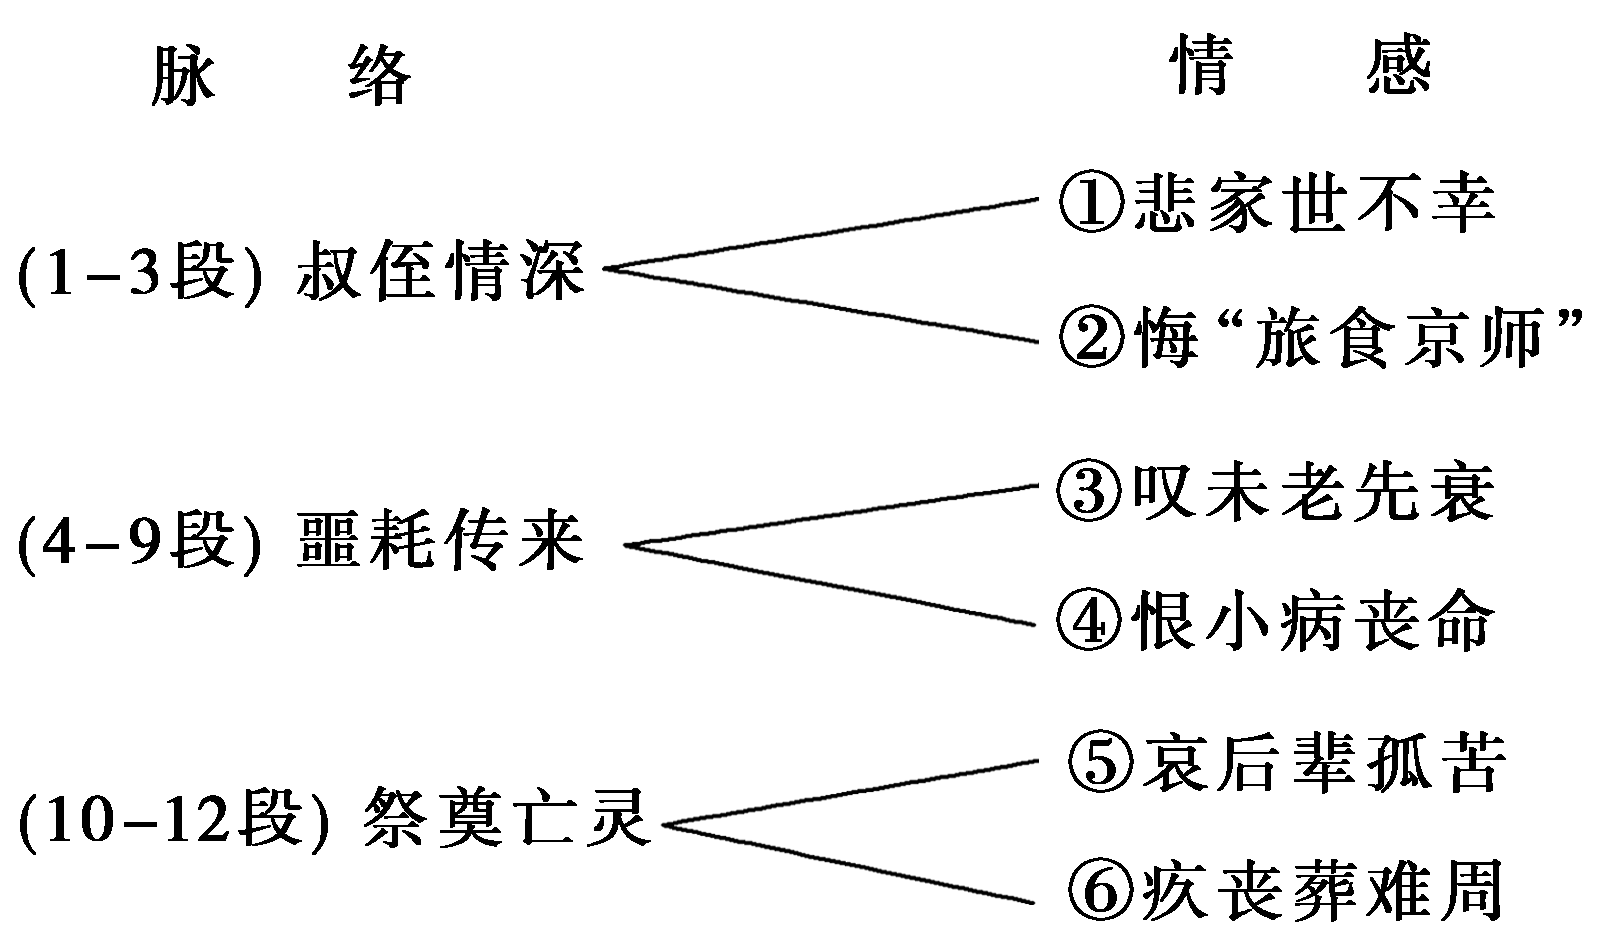 脉 络 情 感
①悲家世不幸
(1-3段) 叔侄情深
②悔“旅食京师”
③叹未老先衰
(4-9段) 噩耗传来
④恨小病丧命
⑤哀后辈孤苦
(10-12段) 祭奠亡灵
⑥疚丧葬难周